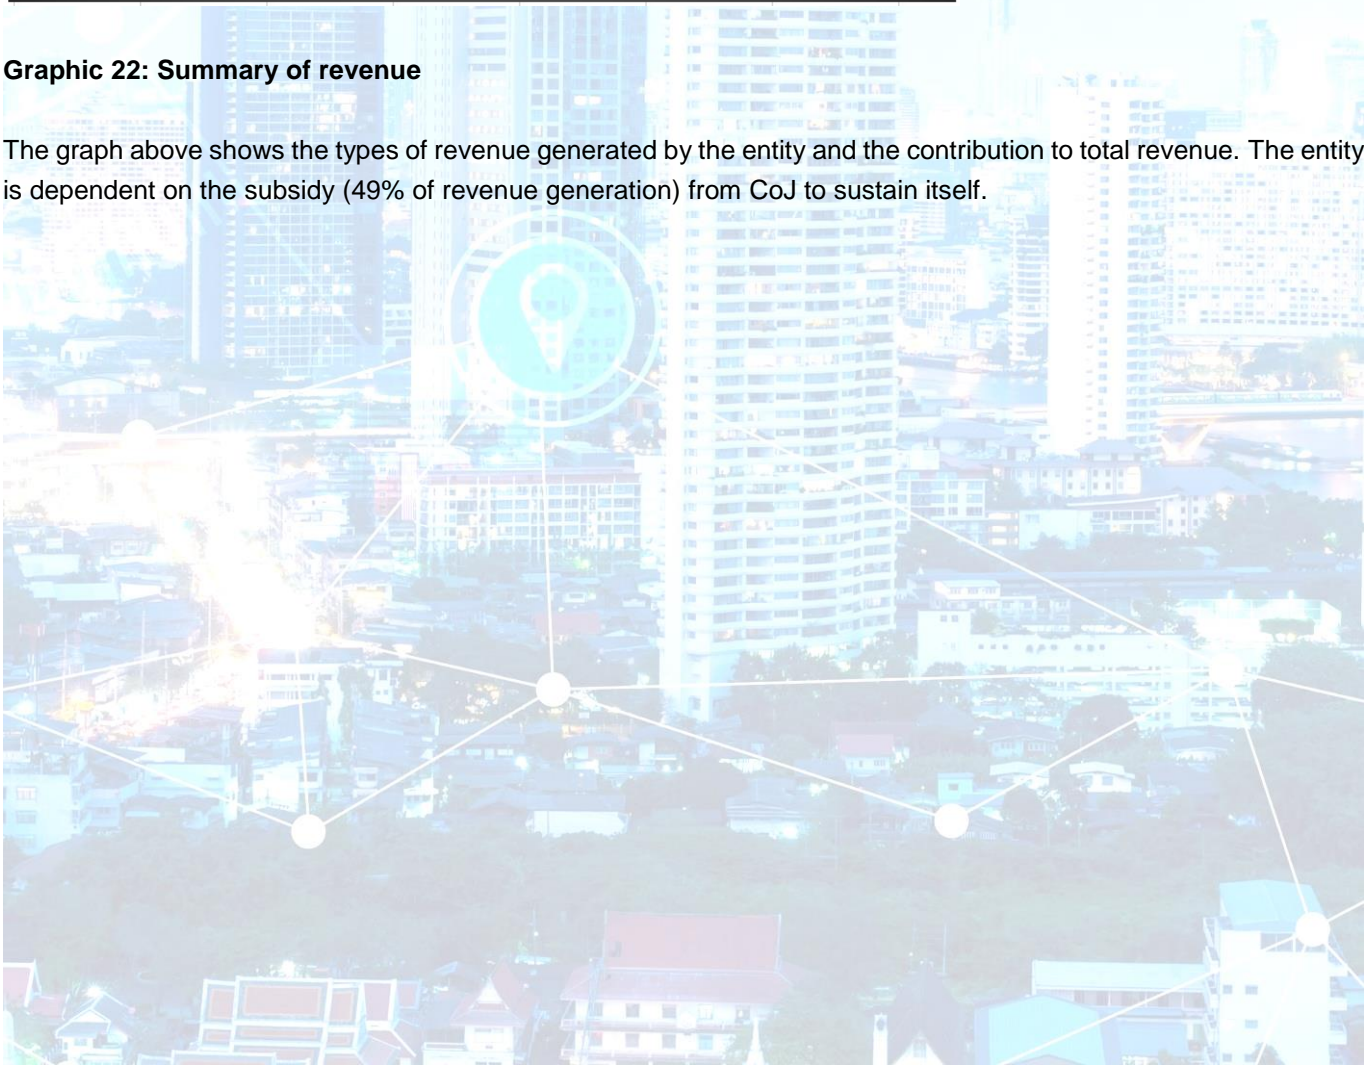 Graphic 22: Summary of revenue
The graph above shows the types of revenue generated by the entity and the contribution to total revenue. The entity
is dependent on the subsidy (49% of revenue generation) from CoJ to sustain itself.